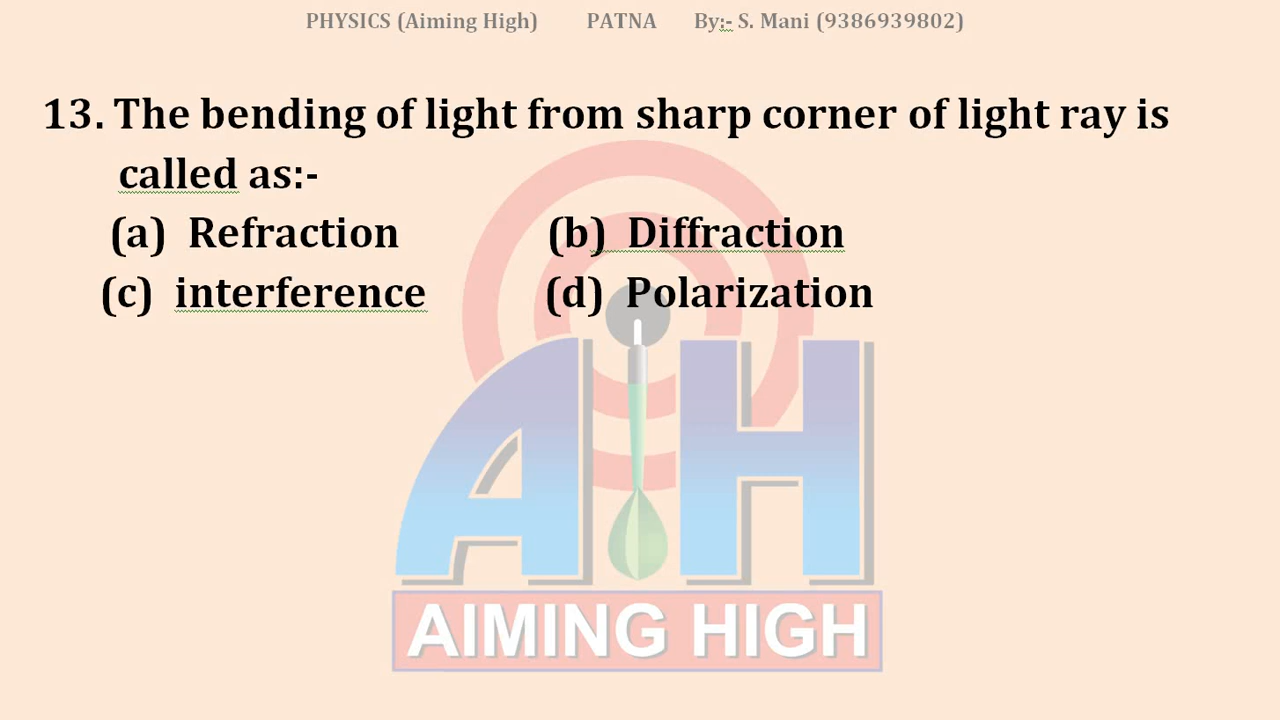 PHYSICS (Aiming High) PATNA By:- S. Mani (9386939802)
13. The bending of light from sharp corner of light ray is
called as:-
(a) Refraction (b) Diffraction
(c) interference (d) Polarization
AH
AIMING HIGH